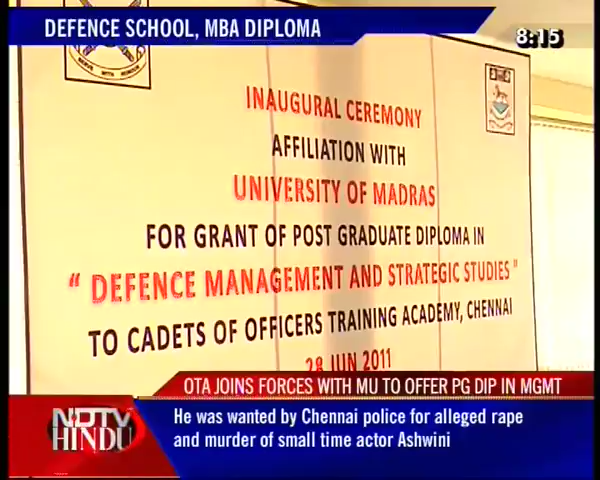 DEFENCE SCHOOL, MBA DIPLOMA
8:15
SERVE WITH HONOUR
INAUGURAL CEREMONY
AFFILIATION WITH
UNIVERSITY OF MADRAS
FOR GRANT OF POST GRADUATE DIPLOMA IN
“ DEFENCE MANAGEMENT AND STRATEGIC STUDIES ”
TO CADETS OF OFFICERS TRAINING ACADEMY, CHENNAI
28 JUN 2011
OTA JOINS FORCES WITH MU TO OFFER PG DIP IN MGMT
NDTV
HINDU
He was wanted by Chennai police for alleged rape
and murder of small time actor Ashwini